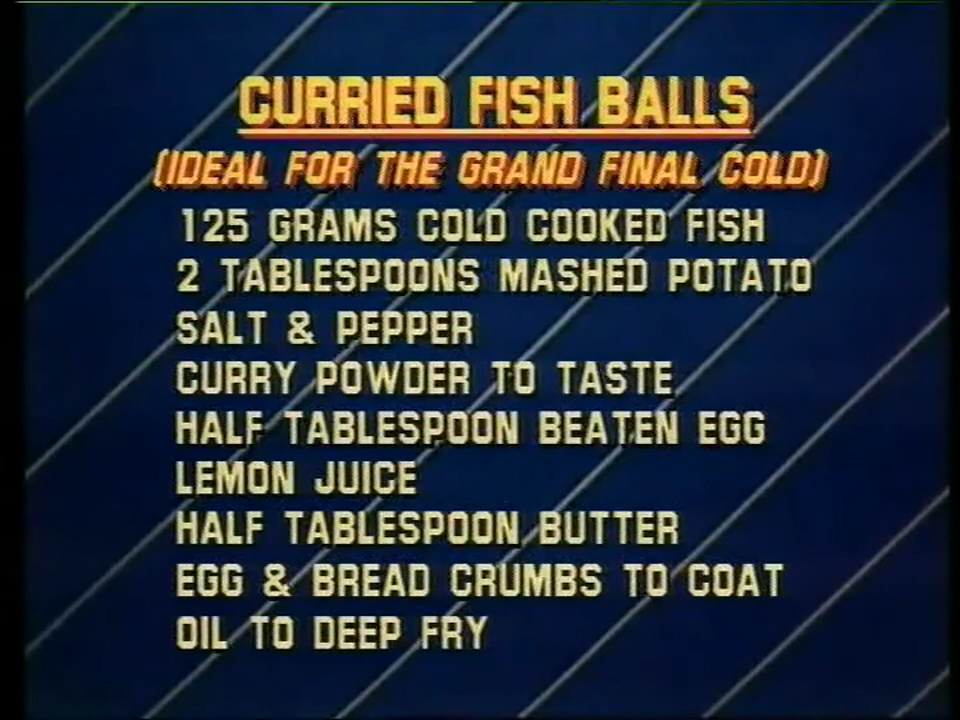 CURRIED FISH BALLS
(IDEAL FOR THE GRAND FINAL COLD)
125 GRAMS COLD COOKED FISH
2 TABLESPOONS MASHED POTATO
SALT & PEPPER
CURRY POWDER TO TASTE
HALF TABLESPOON BEATEN EGG
LEMON JUICE
HALF TABLESPOON BUTTER
EGG & BREAD CRUMBS TO COAT
OIL TO DEEP FRY